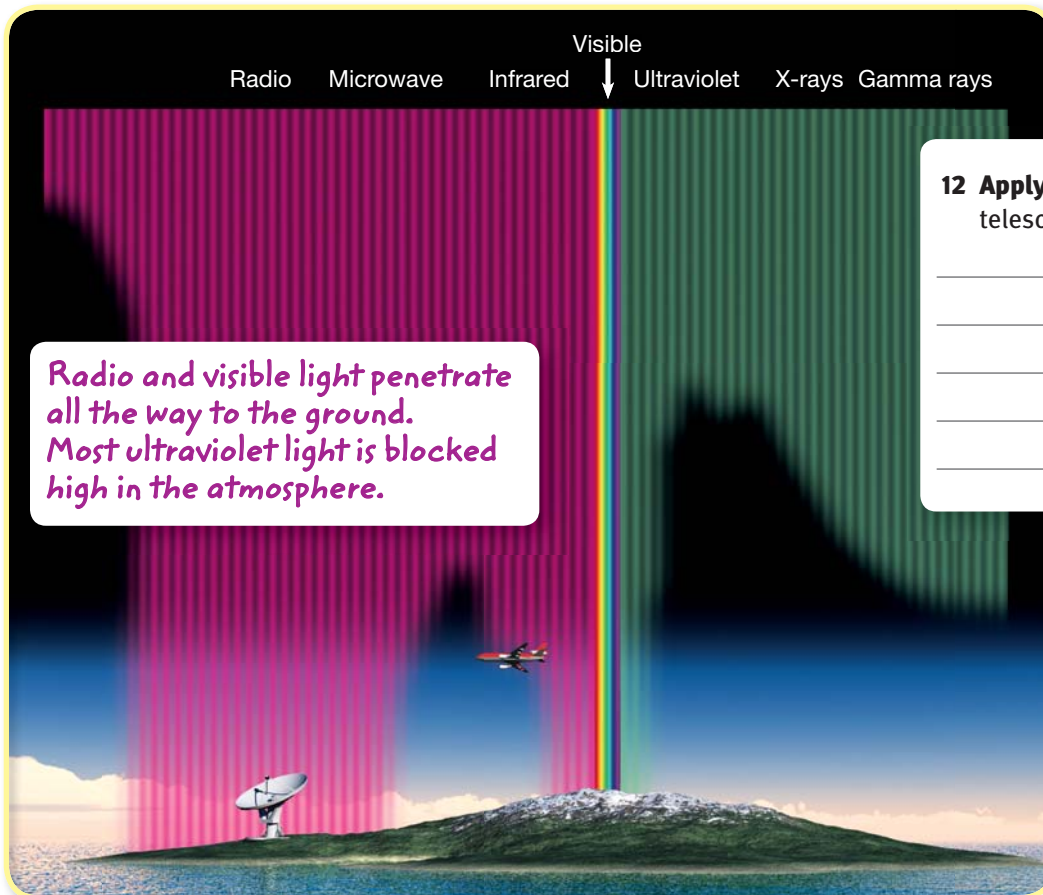 Visible
Radio Microwave Infrared Ultraviolet X-rays Gamma rays
12 Apply
Radio and visible light penetrate
all the way to the ground.
Most ultraviolet light is blocked
high in the atmosphere.